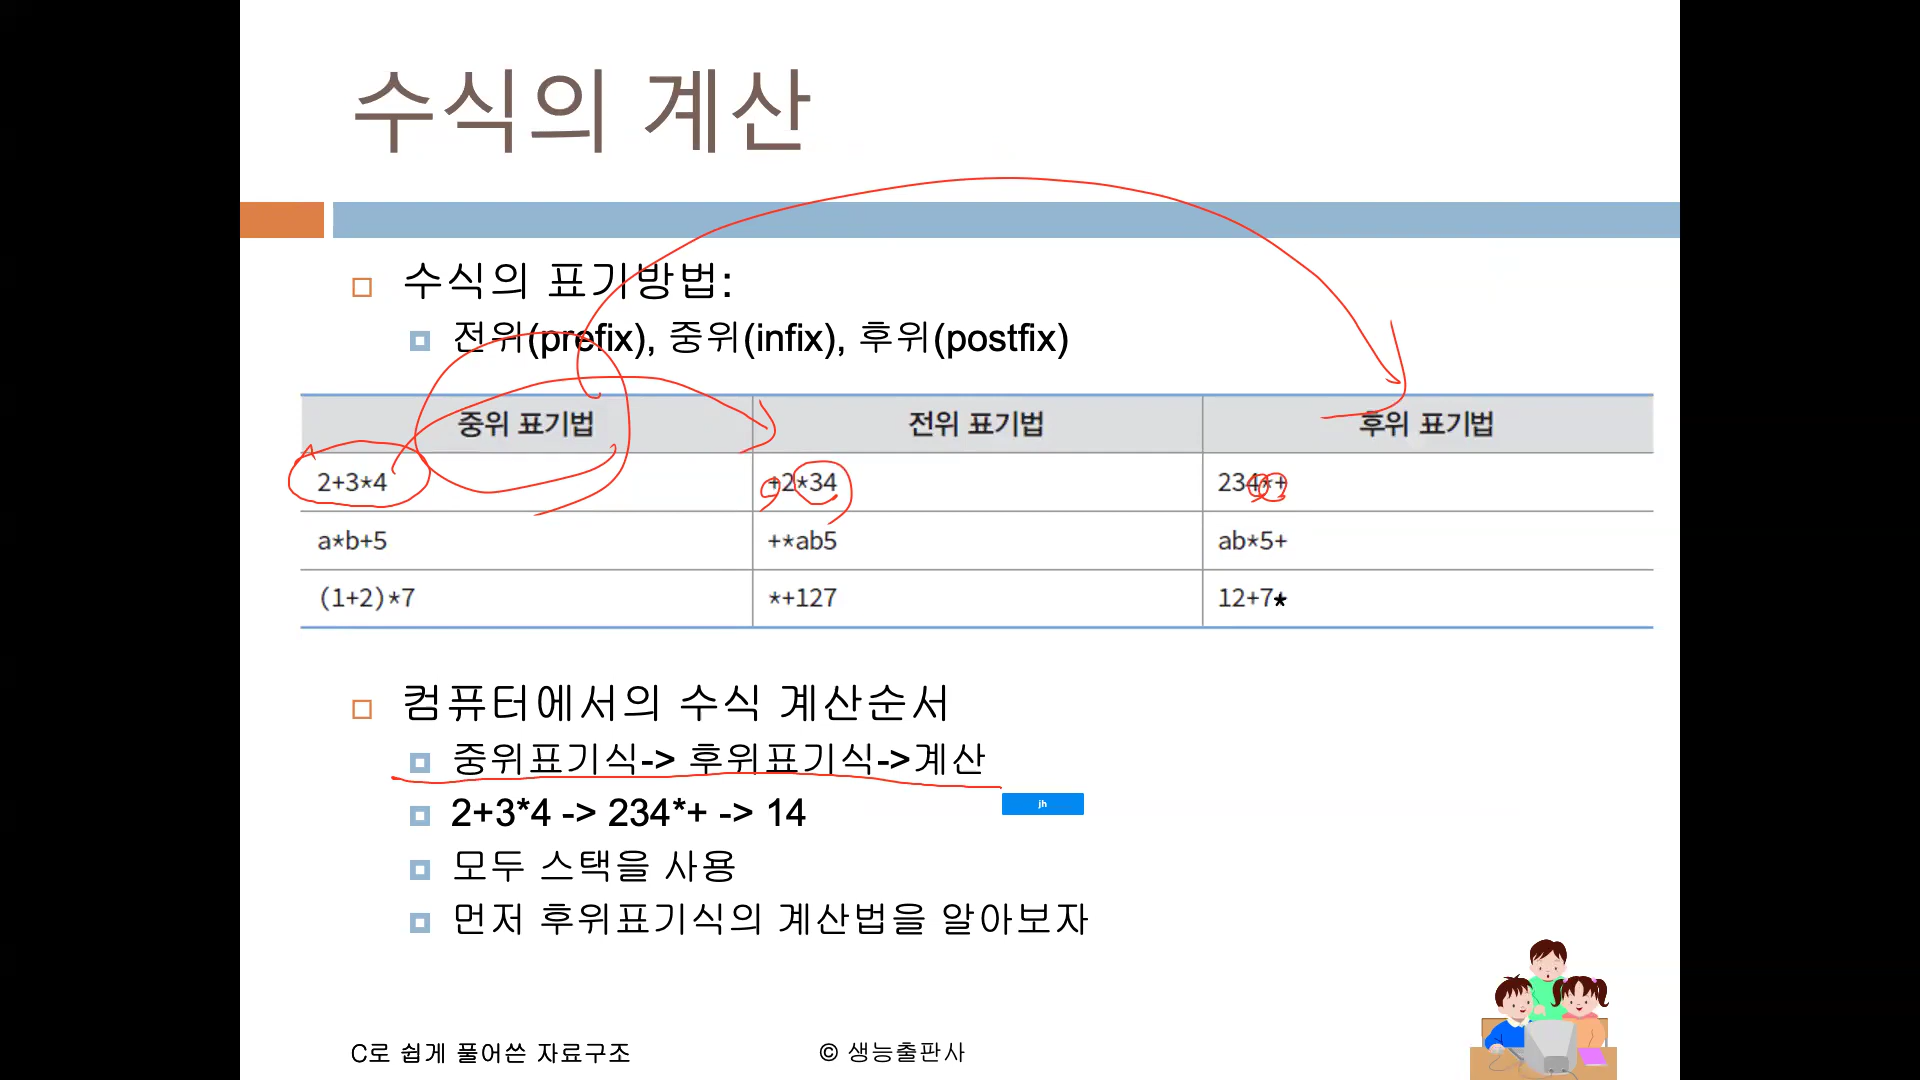 수식의 계산
수식의 표기방법:
전위(prefix), 중위(infix), 후위(postfix)
중위 표기법 전위 표기법 후위 표기법
2+3*4 +2*34 234*+
a*b+5 +*ab5 ab*5+
(1+2)*7 *+127 12+7*
컴퓨터에서의 수식 계산순서
중위표기식-> 후위표기식->계산
jh
2+3*4 -> 234*+ -> 14
모두 스택을 사용
먼저 후위표기식의 계산법을 알아보자
C로 쉽게 풀어쓴 자료구조 © 생능출판사